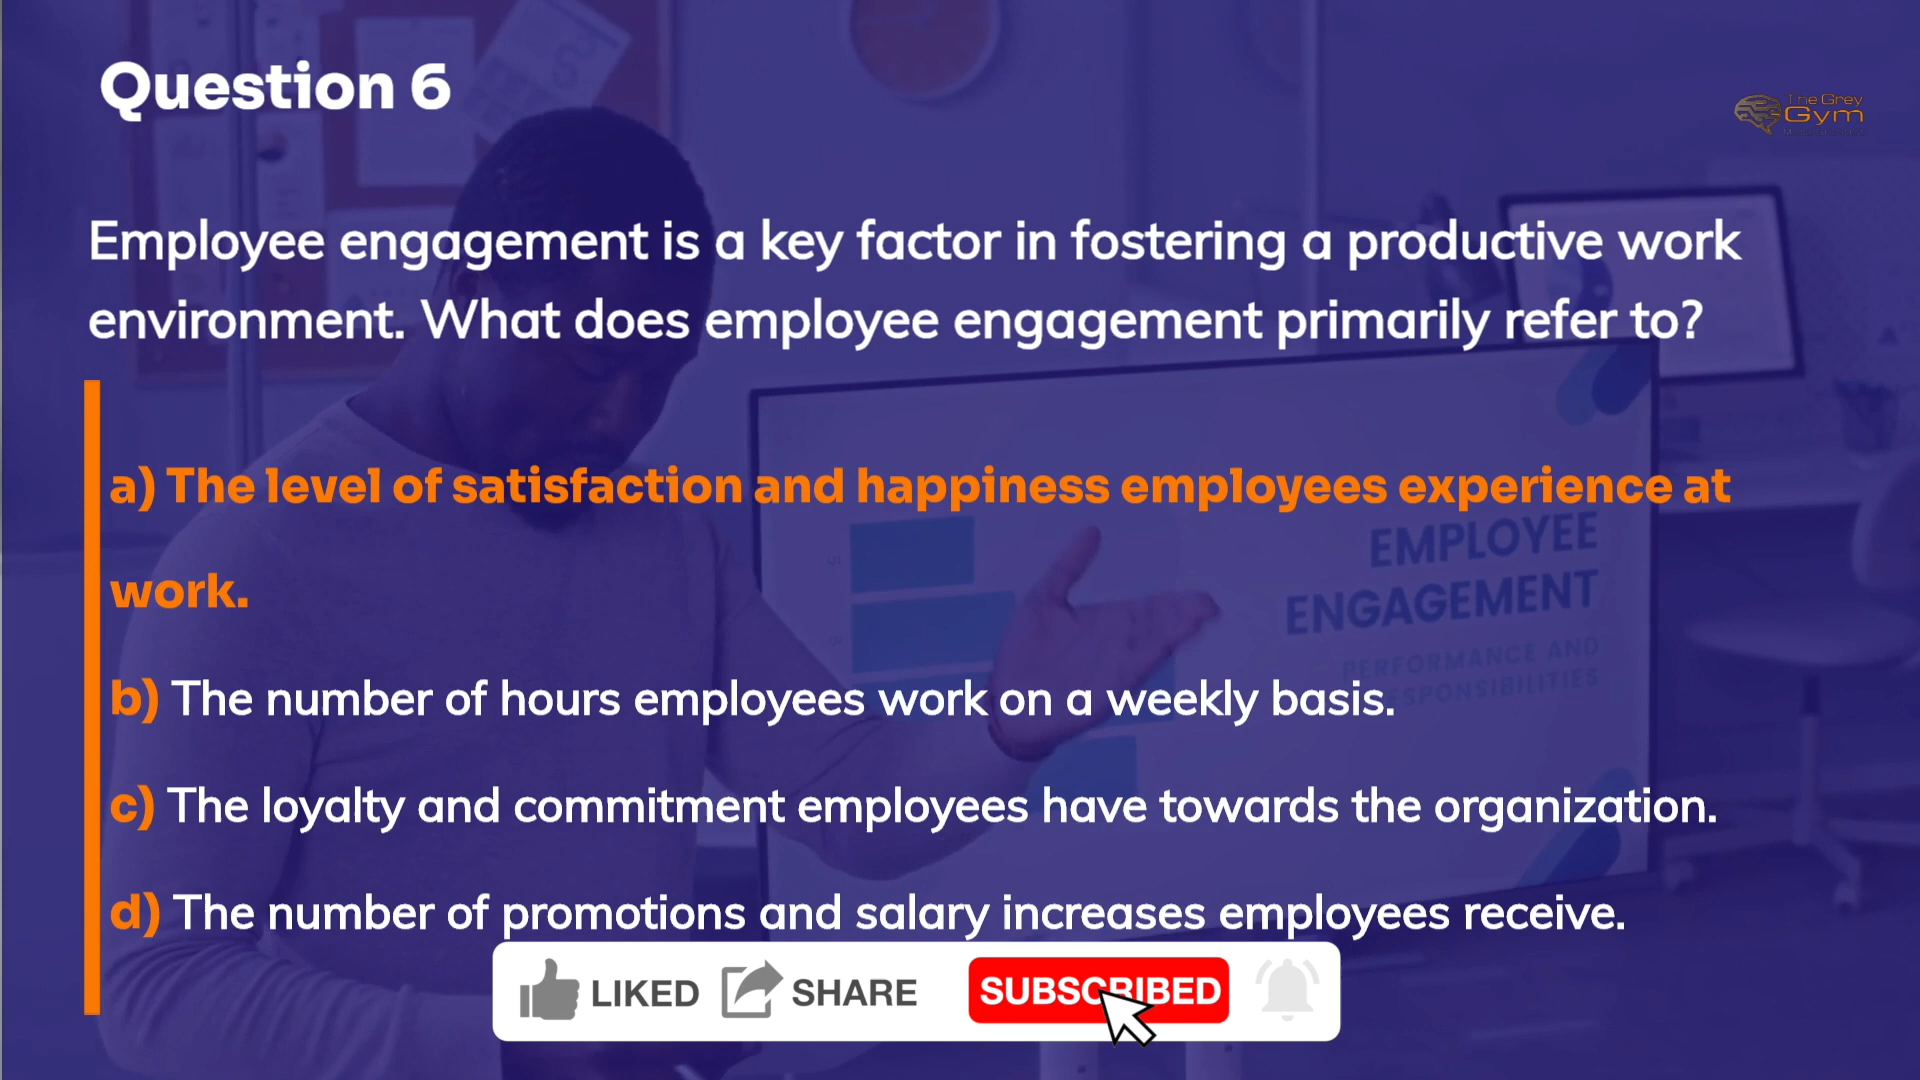 Question 6
The Grey
Gym
Employee engagement is a key factor in fostering a productive work
environment. What does employee engagement primarily refer to?
a) The level of satisfaction and happiness employees experience at
work.
EMPLOYEE
ENGAGEMENT
PERFORMANCE AND
b) The number of hours employees work on a weekly basis.
c) The loyalty and commitment employees have towards the organization.
d) The number of promotions and salary increases employees receive.
LIKED SHARE SUBSCRIBED